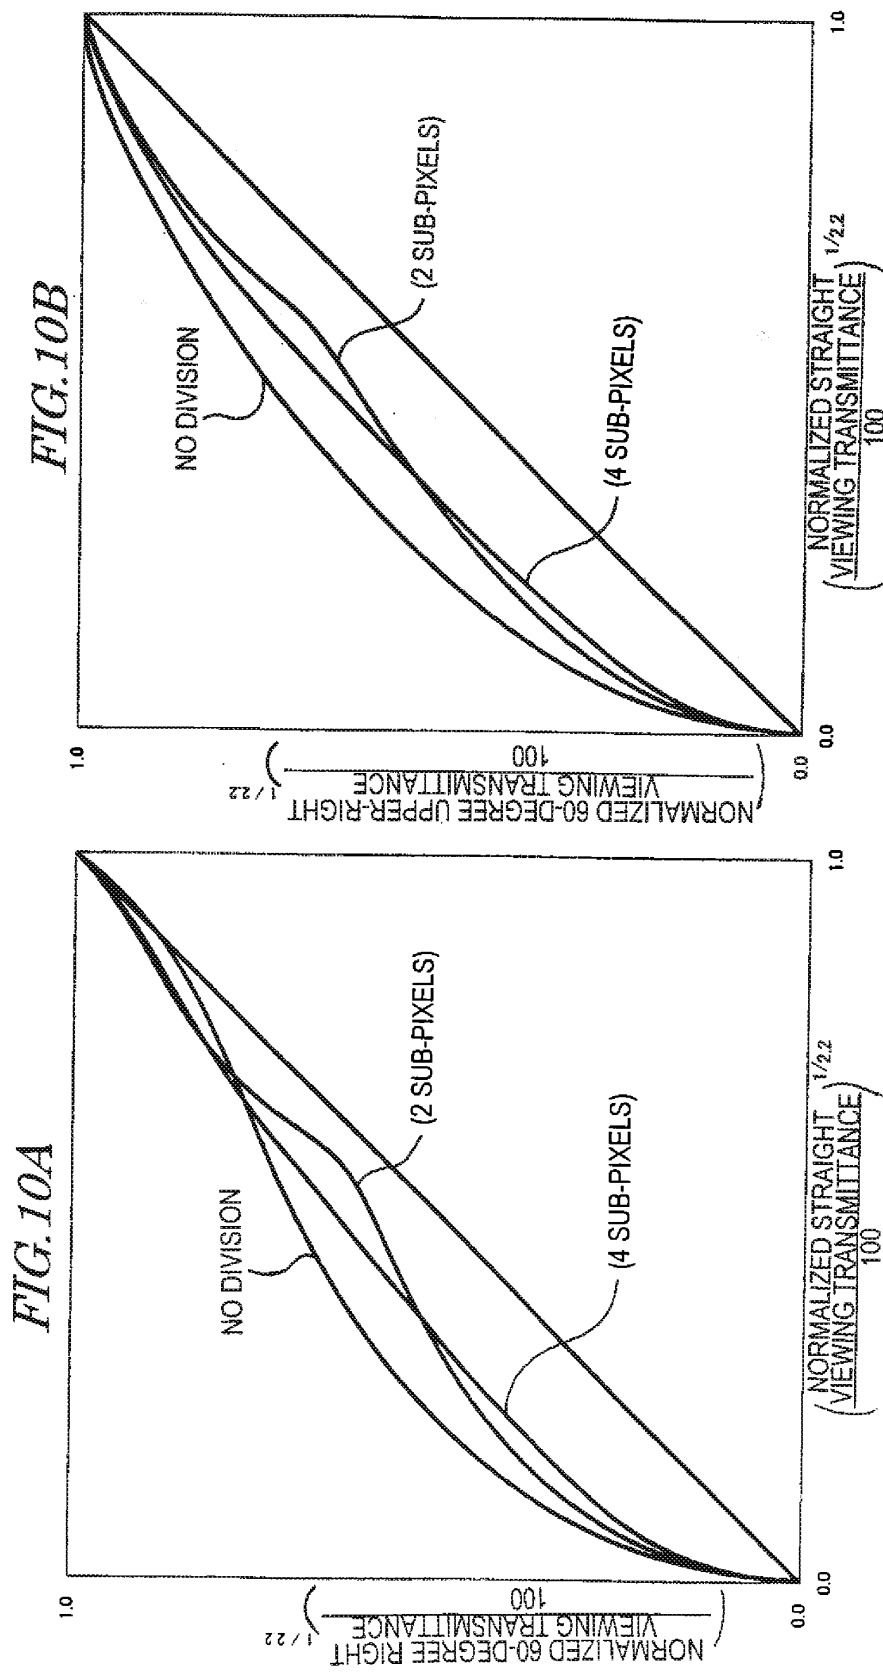 FIG.10A
NORMALIZED 60-DEGREE RIGHT
VIEWING TRANSMITTANCE
100
1/2.2
1.0
0.0
NO DIVISION
(2 SUB-PIXELS)
(4 SUB-PIXELS)
0.0
1.0
NORMALIZED STRAIGHT
VIEWING TRANSMITTANCE
100
1/2.2
FIG.10B
NORMALIZED 60-DEGREE UPPER-RIGHT
VIEWING TRANSMITTANCE
100
1/2.2
1.0
0.0
NO DIVISION
(2 SUB-PIXELS)
(4 SUB-PIXELS)
0.0
1.0
NORMALIZED STRAIGHT
VIEWING TRANSMITTANCE
100
1/2.2